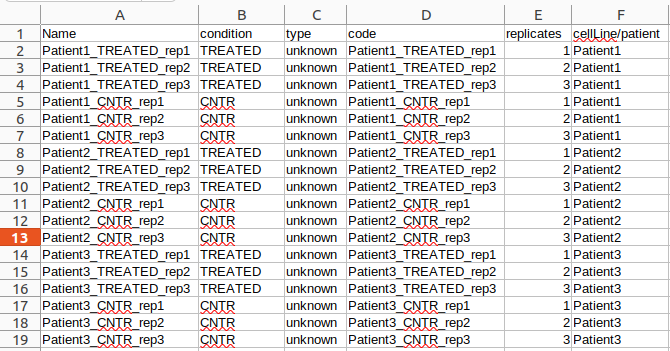 A B C D E F
1 Name condition type code replicates cellLine/patient
2 Patient1_TREATED_rep1 TREATED unknown Patient1_TREATED_rep1 1 Patient1
3 Patient1_TREATED_rep2 TREATED unknown Patient1_TREATED_rep2 2 Patient1
4 Patient1_TREATED_rep3 TREATED unknown Patient1_TREATED_rep3 3 Patient1
5 Patient1_CNTR_rep1 CNTR unknown Patient1_CNTR_rep1 1 Patient1
6 Patient1_CNTR_rep2 CNTR unknown Patient1_CNTR_rep2 2 Patient1
7 Patient1_CNTR_rep3 CNTR unknown Patient1_CNTR_rep3 3 Patient1
8 Patient2_TREATED_rep1 TREATED unknown Patient2_TREATED_rep1 1 Patient2
9 Patient2_TREATED_rep2 TREATED unknown Patient2_TREATED_rep2 2 Patient2
10 Patient2_TREATED_rep3 TREATED unknown Patient2_TREATED_rep3 3 Patient2
11 Patient2_CNTR_rep1 CNTR unknown Patient2_CNTR_rep1 1 Patient2
12 Patient2_CNTR_rep2 CNTR unknown Patient2_CNTR_rep2 2 Patient2
13 Patient2_CNTR_rep3 CNTR unknown Patient2_CNTR_rep3 3 Patient2
14 Patient3_TREATED_rep1 TREATED unknown Patient3_TREATED_rep1 1 Patient3
15 Patient3_TREATED_rep2 TREATED unknown Patient3_TREATED_rep2 2 Patient3
16 Patient3_TREATED_rep3 TREATED unknown Patient3_TREATED_rep3 3 Patient3
17 Patient3_CNTR_rep1 CNTR unknown Patient3_CNTR_rep1 1 Patient3
18 Patient3_CNTR_rep2 CNTR unknown Patient3_CNTR_rep2 2 Patient3
19 Patient3_CNTR_rep3 CNTR unknown Patient3_CNTR_rep3 3 Patient3